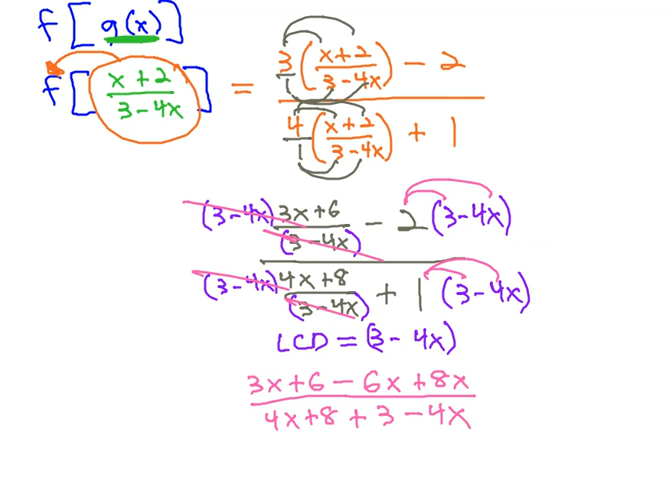 f[g(x)]
f[(x+2)/(3-4x)] = (3/1((x+2)/(3-4x)) - 2)/(4/1((x+2)/(3-4x)) + 1)
(3-4x) (3x+6)/(3-4x) - 2(3-4x)
(3-4x) (4x+8)/(3-4x) + 1(3-4x)
LCD = (3-4x)
3x+6-6x+8x
4x+8+3-4x